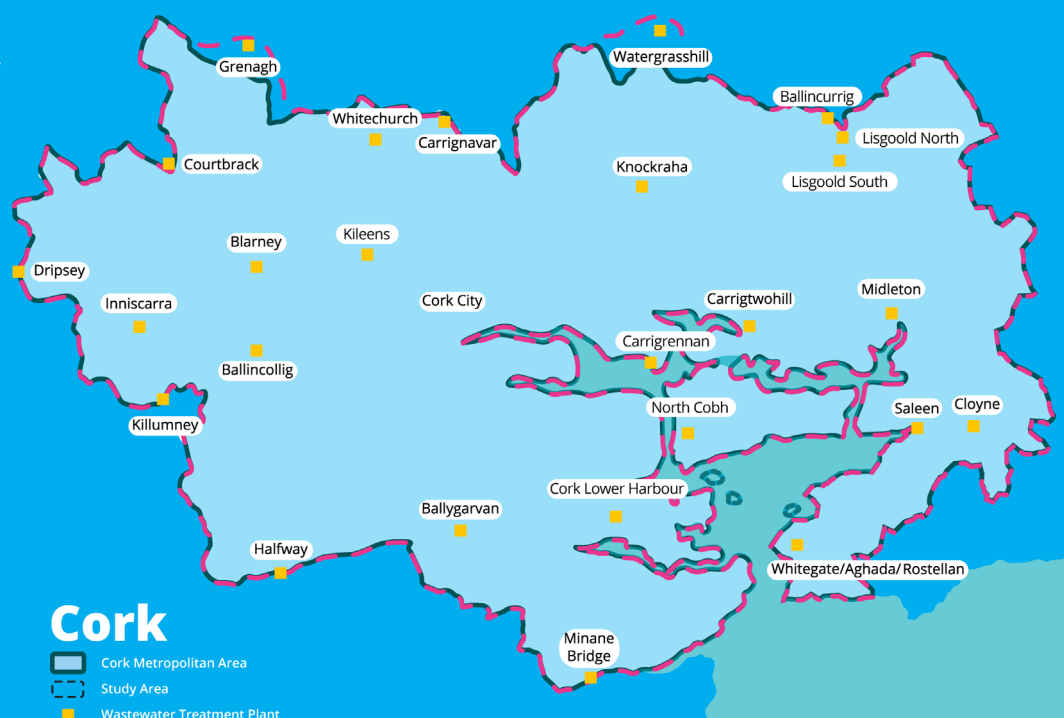 Grenagh
Watergrasshill
Ballincurrig
Whitechurch
Carrignavar
Lisgoold North
Courtbrack
Knockraha
Lisgoold South
Blarney
Kileens
Dripsey
Inniscarra
Cork City
Carrigtwohill
Midleton
Carrigrennan
Ballincollig
North Cobh
Saleen
Cloyne
Killumney
Cork Lower Harbour
Ballygarvan
Halfway
Whitegate/Aghada/Rostellan
Minane
Bridge
Cork
Cork Metropolitan Area
Study Area
Wastewater Treatment Plant